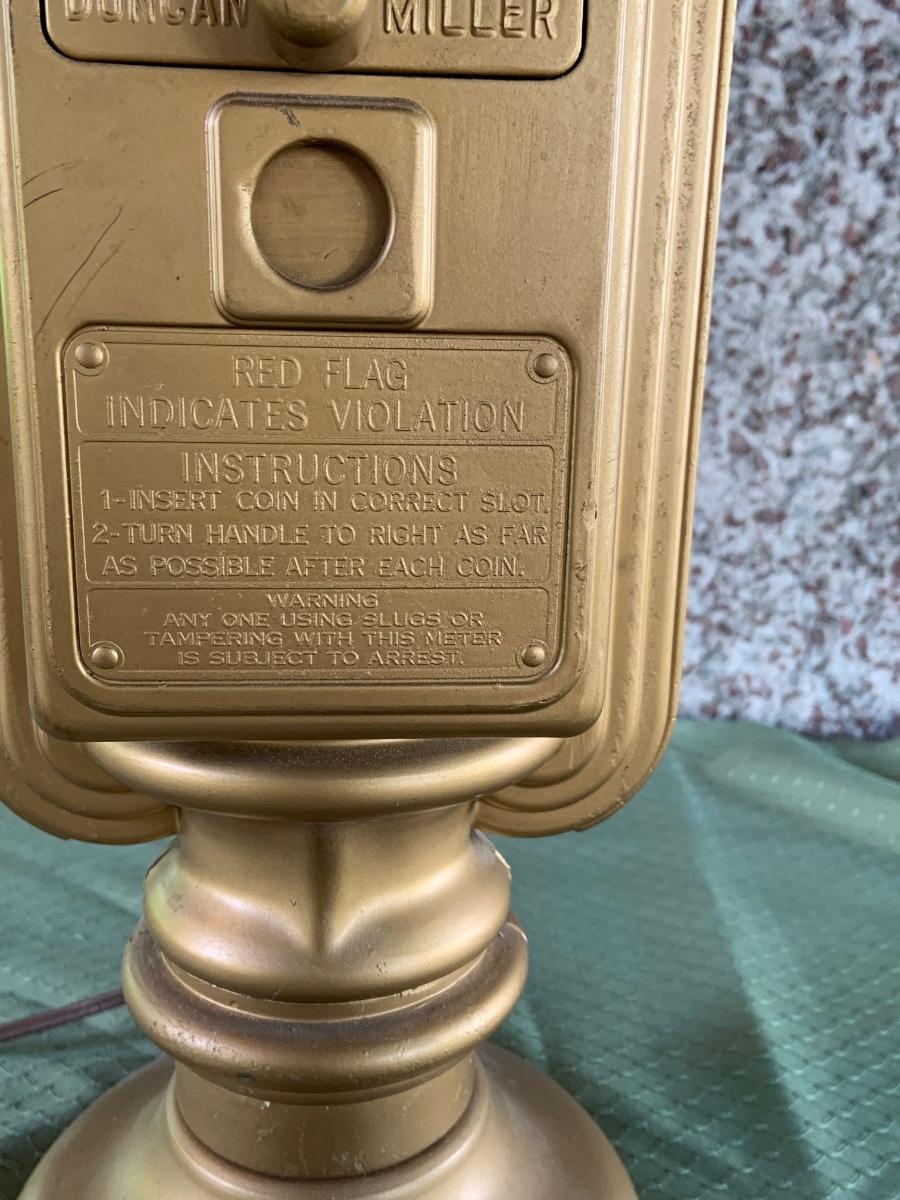 DUNCAN MILLER
RED FLAG
INDICATES VIOLATION
INSTRUCTIONS
1-INSERT COIN IN CORRECT SLOT.
2-TURN HANDLE TO RIGHT AS FAR
AS POSSIBLE AFTER EACH COIN.
WARNING
ANY ONE USING SLUGS OR
TAMPERING WITH THIS METER
IS SUBJECT TO ARREST.